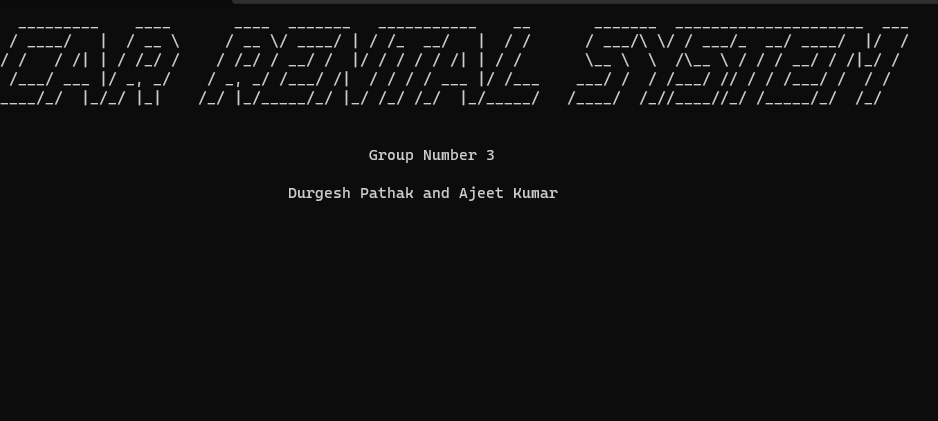 CAR RENTAL SYSTEM
Group Number 3
Durgesh Pathak and Ajeet Kumar